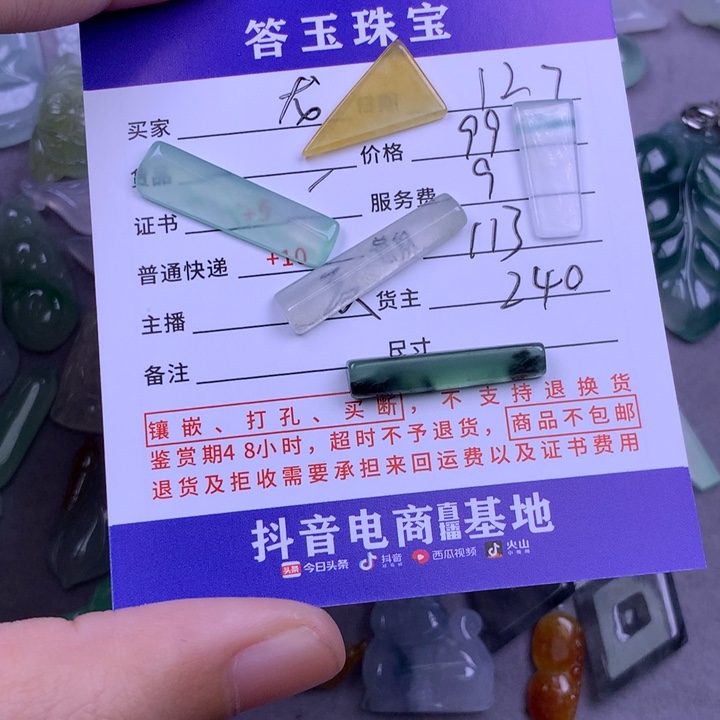 答玉珠宝
127
买家
价格 99
证书 +5 服务费 9
普通快递 +10 113
主播 货主 240
备注 尺寸
镶嵌、打孔、买断,不支持退换货
鉴赏期48小时,超时不予退货,商品不包邮
退货及拒收需要承担来回运费以及证书费用
抖音电商直播基地
头条 今日头条 抖音 西瓜视频 火山